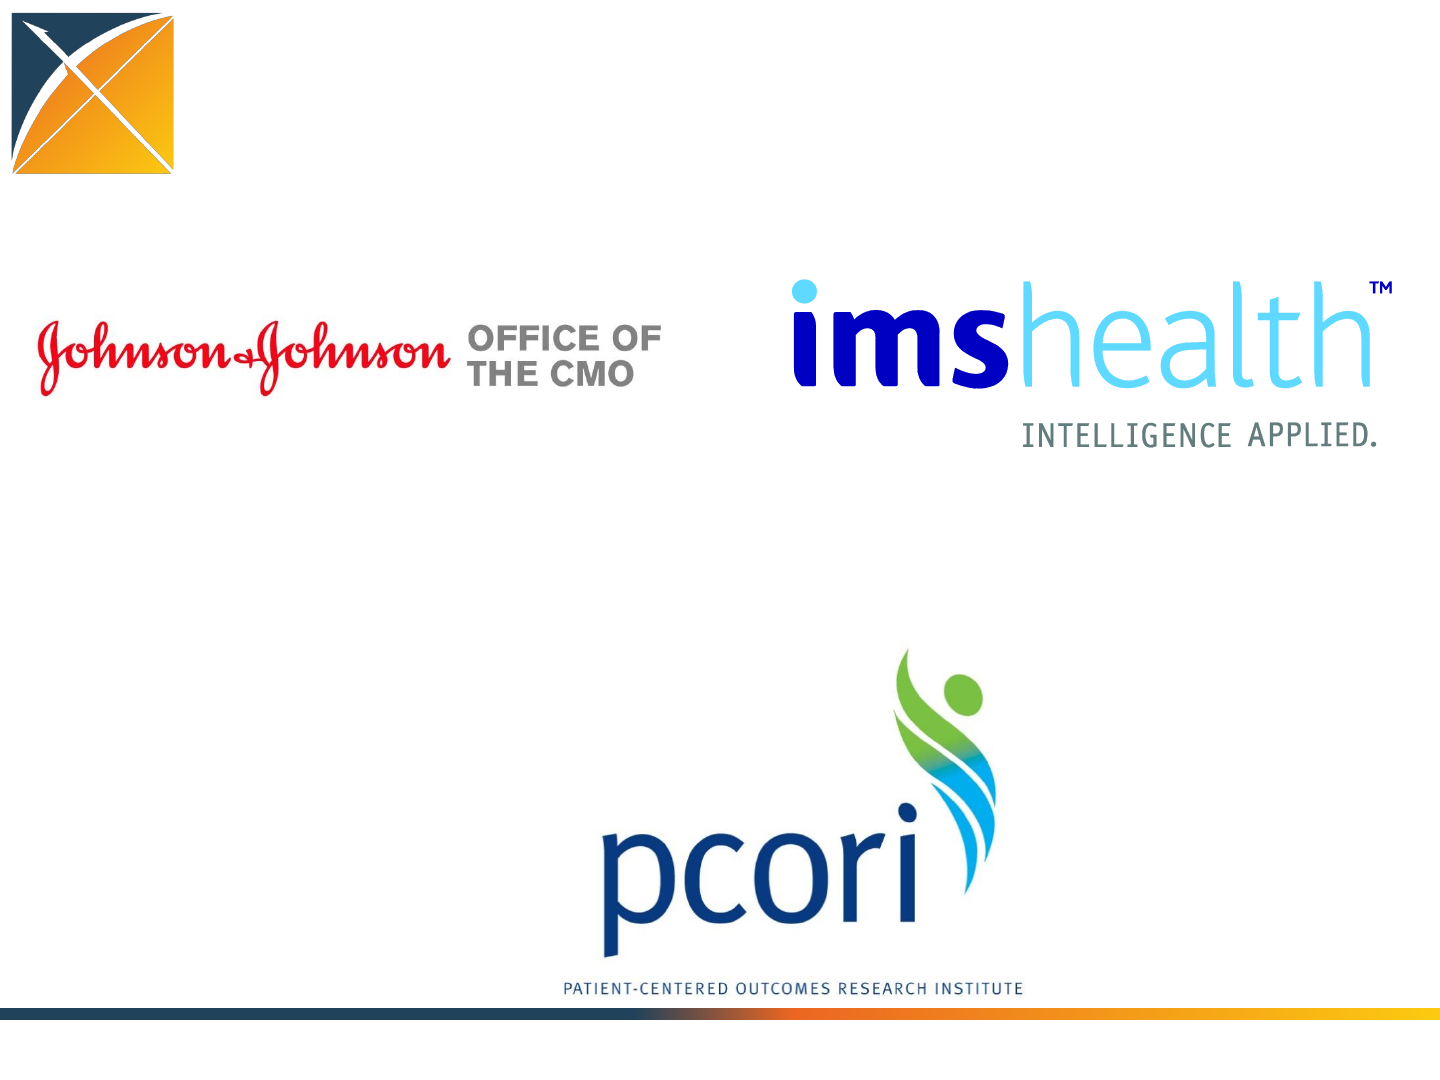 Johnson & Johnson OFFICE OF
THE CMO
imshealth™
INTELLIGENCE APPLIED.
pcori
PATIENT-CENTERED OUTCOMES RESEARCH INSTITUTE